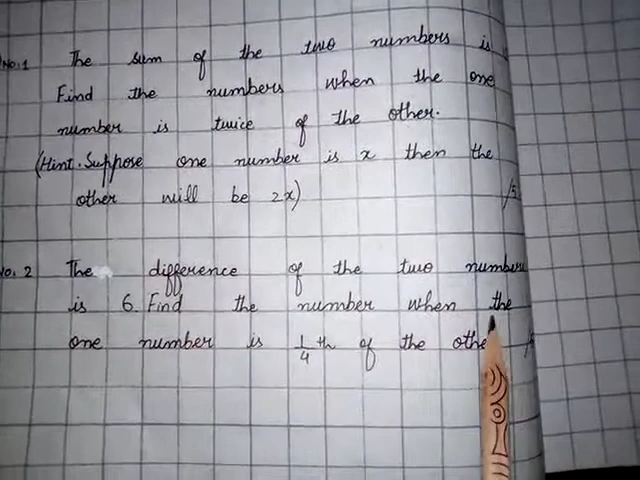 No. 1 The sum of the two numbers is
Find the numbers when the one
number is twice of the other.
(Hint. Suppose one number is x then the
other will be 2x) /5
No. 2 The difference of the two numbers
is 6. Find the number when the
one number is 1/4 th of the othe